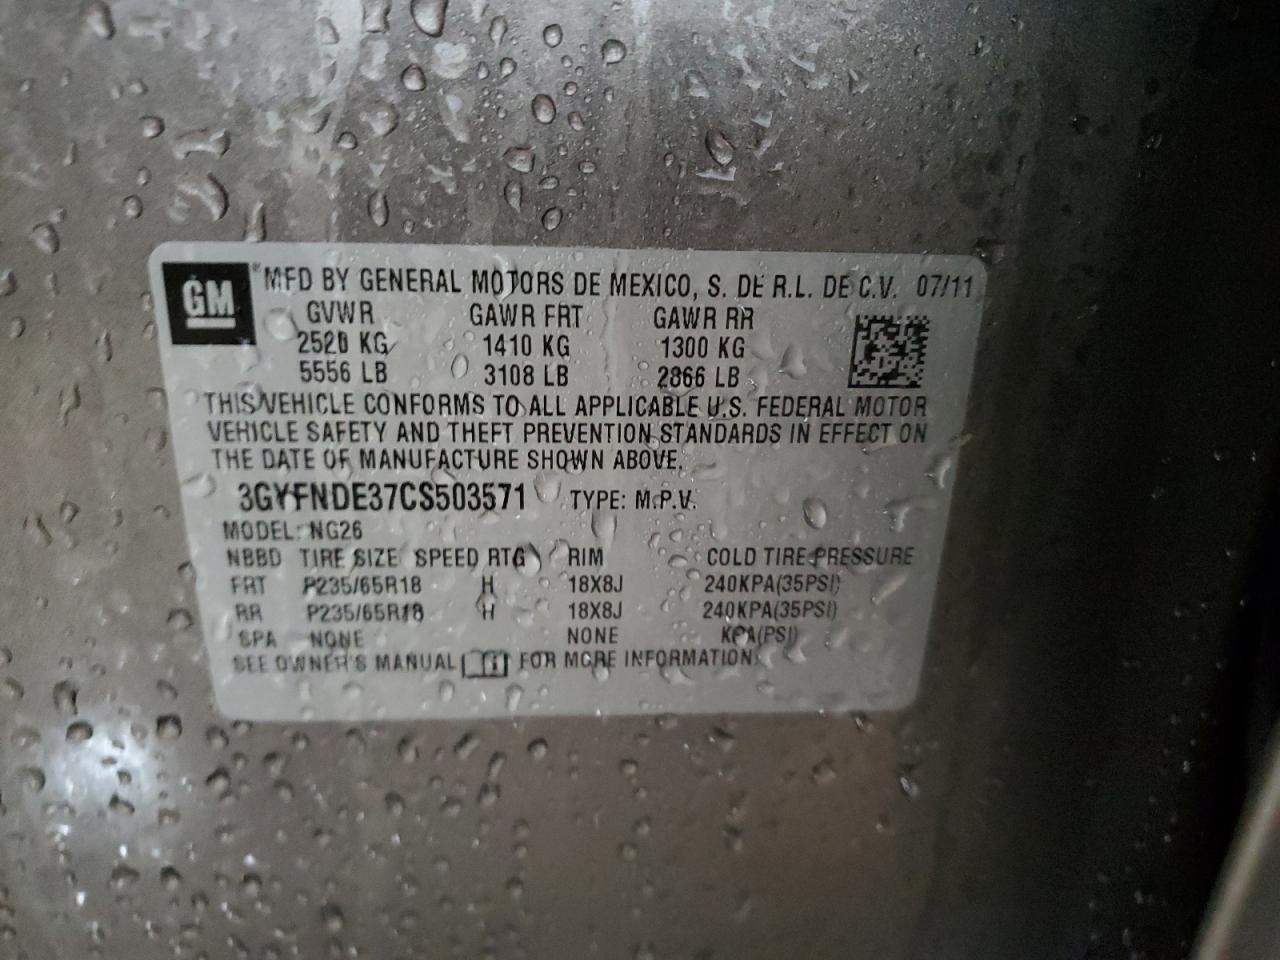 GM
® MFD BY GENERAL MOTORS DE MEXICO, S. DE R.L. DE C.V. 07/11
GVWR GAWR FRT GAWR RR
2520 KG 1410 KG 1300 KG
5556 LB 3108 LB 2866 LB
THIS VEHICLE CONFORMS TO ALL APPLICABLE U.S. FEDERAL MOTOR
VEHICLE SAFETY AND THEFT PREVENTION STANDARDS IN EFFECT ON
THE DATE OF MANUFACTURE SHOWN ABOVE.
3GYFNDE37CS503571 TYPE: M.P.V.
MODEL: NG26
NBBD TIRE SIZE SPEED RTG RIM COLD TIRE PRESSURE
FRT P235/65R18 H 18X8J 240KPA(35PSI)
RR P235/65R18 H 18X8J 240KPA(35PSI)
SPA NONE NONE KPA(PSI)
SEE OWNER'S MANUAL FOR MORE INFORMATION.